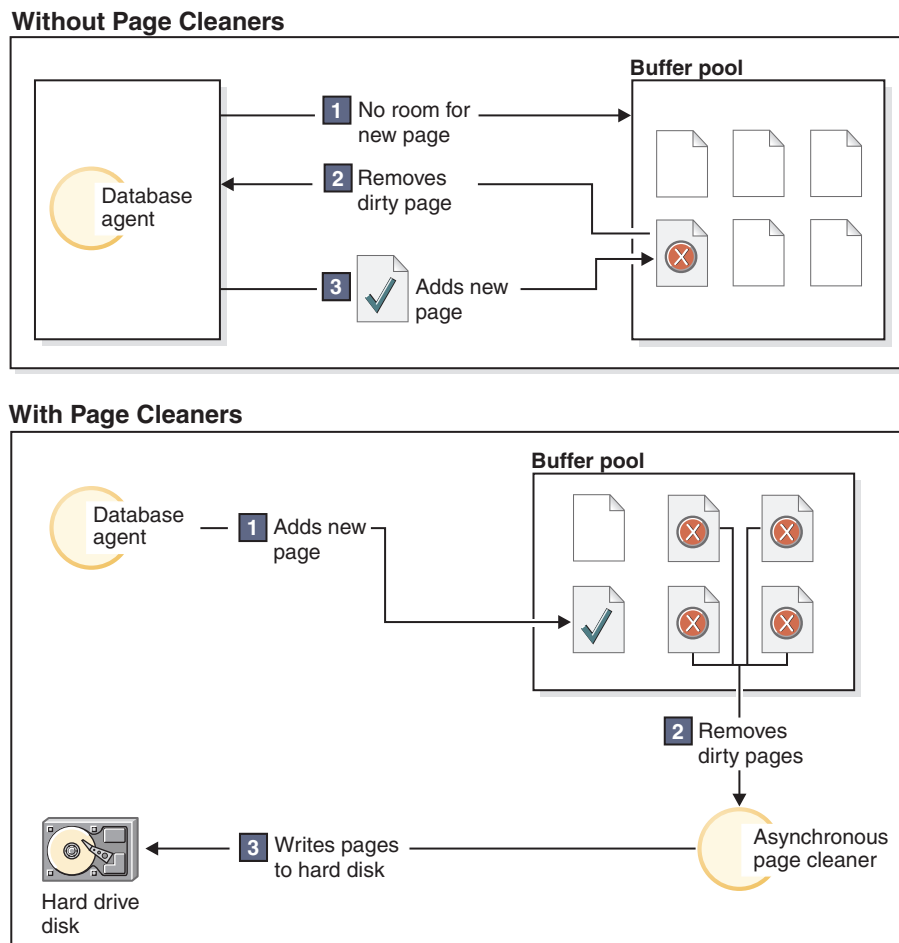 Without Page Cleaners
Buffer pool
1 No room for
new page
2 Removes
dirty page
Database
agent
3 Adds new
page
With Page Cleaners
Buffer pool
Database
agent
1 Adds new
page
2 Removes
dirty pages
3 Writes pages
to hard disk
Asynchronous
page cleaner
Hard drive
disk